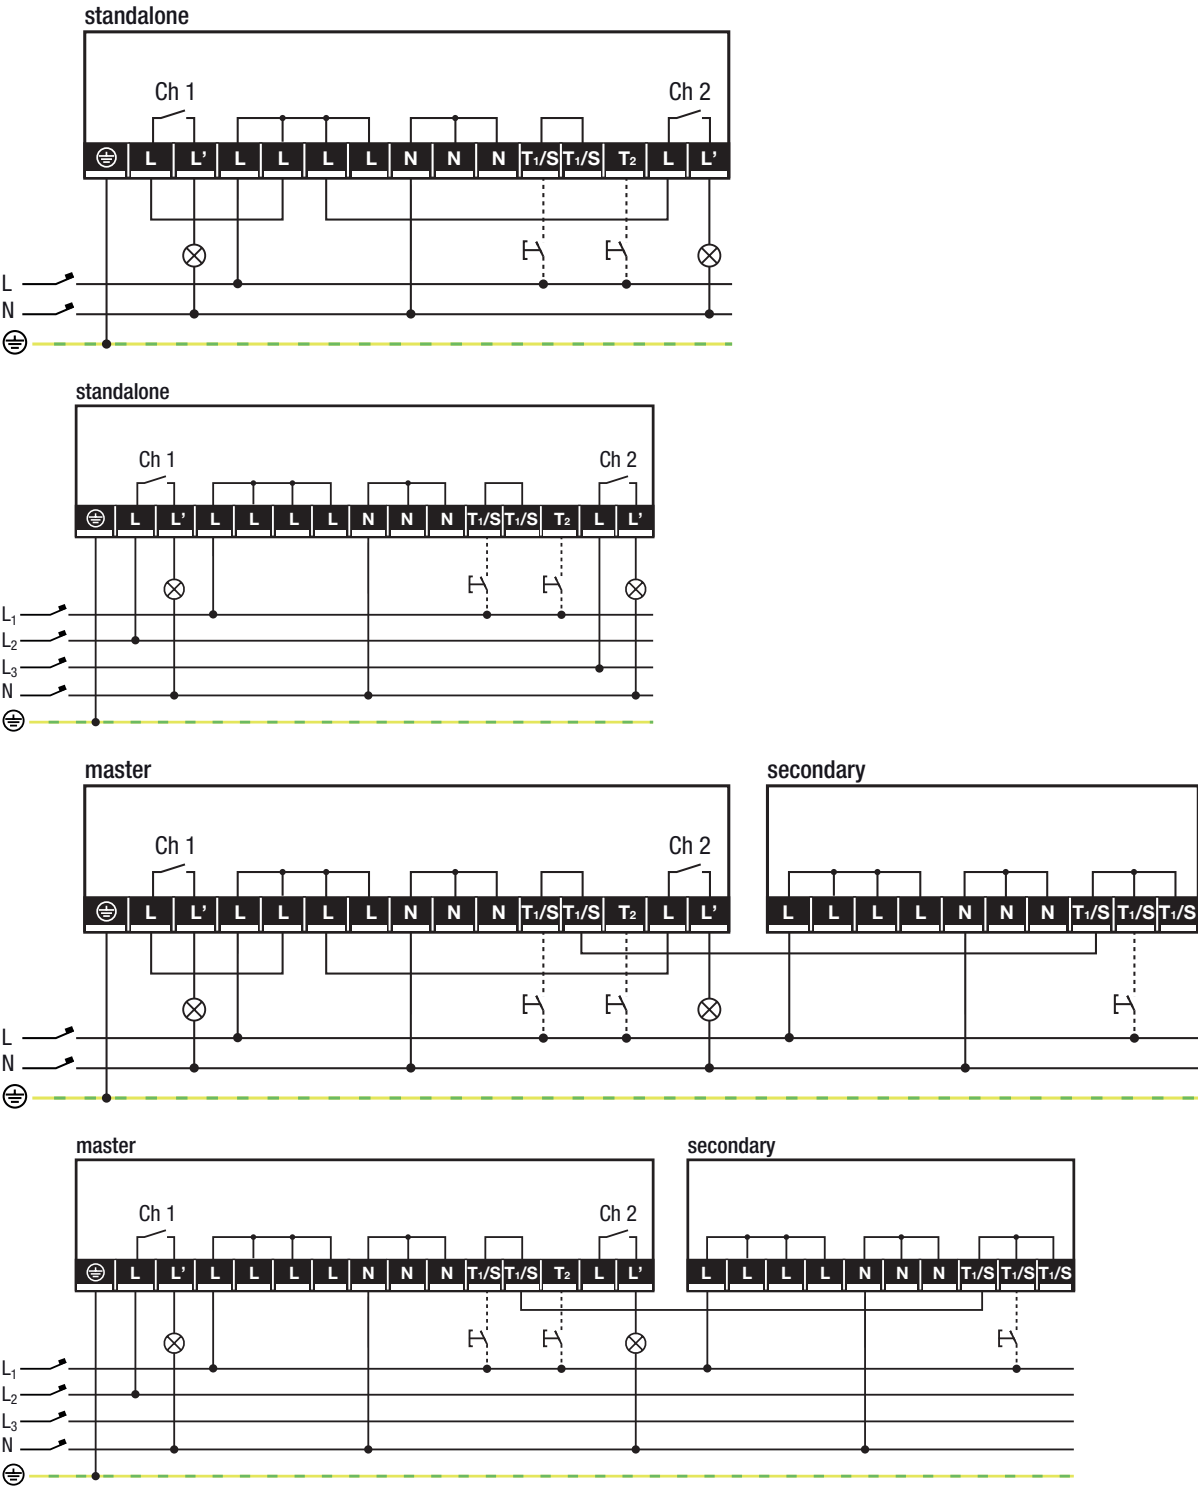 standalone
Ch 1 Ch 2
L L’ L L L L N N N T1/S T1/S T2 L L’
L
N
standalone
Ch 1 Ch 2
L L’ L L L L N N N T1/S T1/S T2 L L’
L1
L2
L3
N
master secondary
Ch 1 Ch 2
L L’ L L L L N N N T1/S T1/S T2 L L’ L L L L N N N T1/S T1/S T1/S
L
N
master secondary
Ch 1 Ch 2
L L’ L L L L N N N T1/S T1/S T2 L L’ L L L L N N N T1/S T1/S T1/S
L1
L2
L3
N